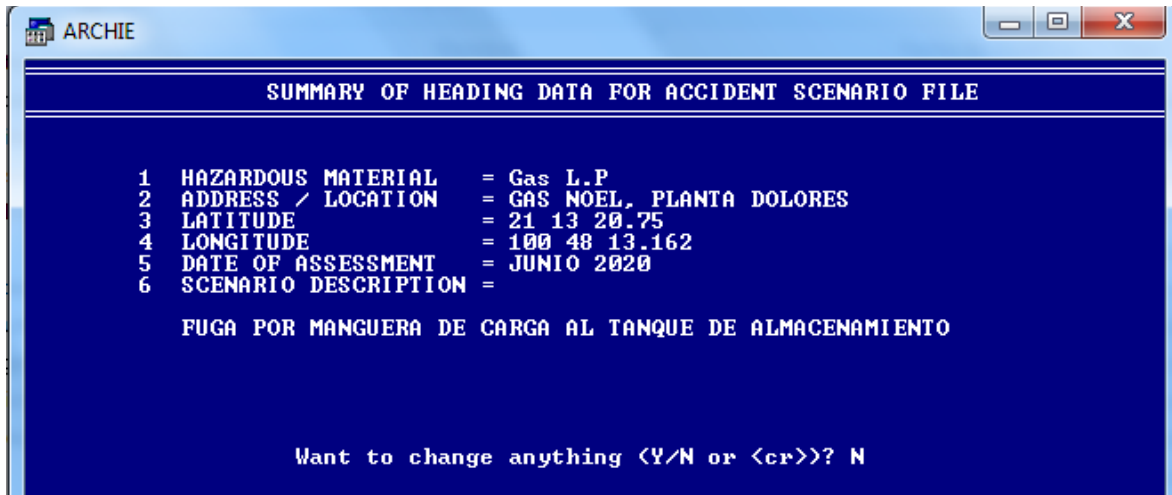 ARCHIE
SUMMARY OF HEADING DATA FOR ACCIDENT SCENARIO FILE
1 HAZARDOUS MATERIAL = Gas L.P
2 ADDRESS / LOCATION = GAS NOEL, PLANTA DOLORES
3 LATITUDE = 21 13 20.75
4 LONGITUDE = 100 48 13.162
5 DATE OF ASSESSMENT = JUNIO 2020
6 SCENARIO DESCRIPTION =
FUGA POR MANGUERA DE CARGA AL TANQUE DE ALMACENAMIENTO
Want to change anything (Y/N or <cr>)? N